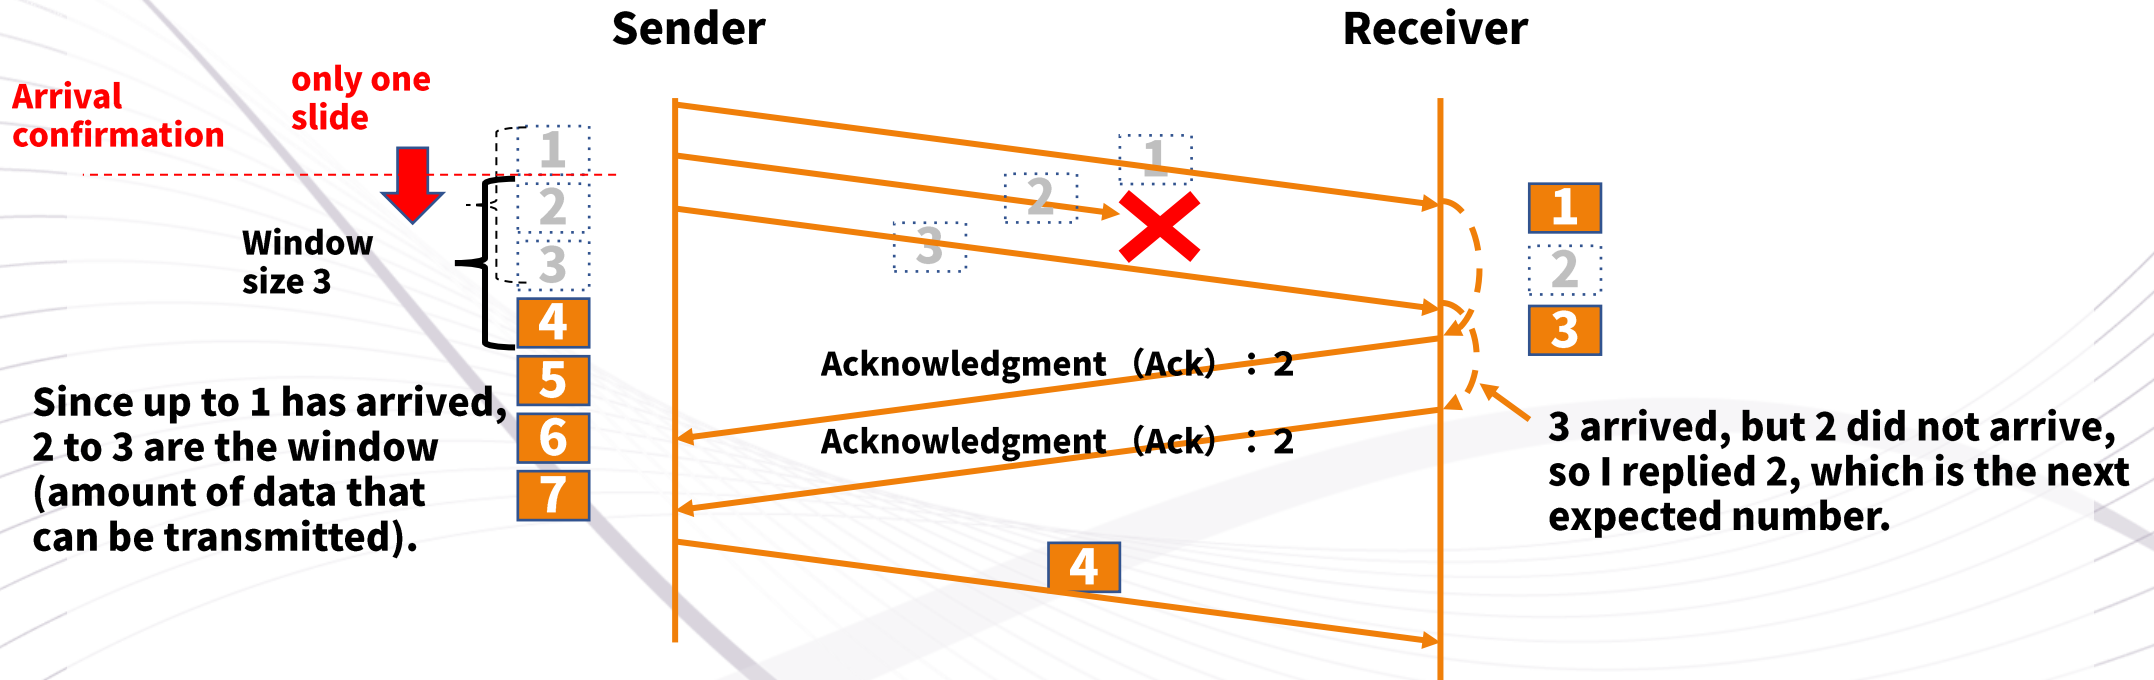 Sender
Receiver
Arrival
confirmation
only one
slide
Window
size 3
1
2
3
4
5
6
7
Since up to 1 has arrived,
2 to 3 are the window
(amount of data that
can be transmitted).
1
2
3
Acknowledgment（Ack）：2
Acknowledgment（Ack）：2
4
1
2
3
3 arrived, but 2 did not arrive,
so I replied 2, which is the next
expected number.